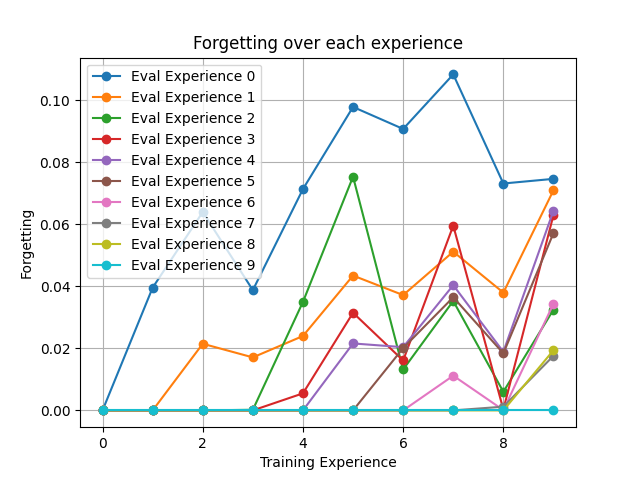 Forgetting over each experience
Eval Experience 0
Eval Experience 1
Eval Experience 2
Eval Experience 3
Eval Experience 4
Eval Experience 5
Eval Experience 6
Eval Experience 7
Eval Experience 8
Eval Experience 9
Forgetting
0.10
0.08
0.06
0.04
0.02
0.00
0 2 4 6 8
Training Experience